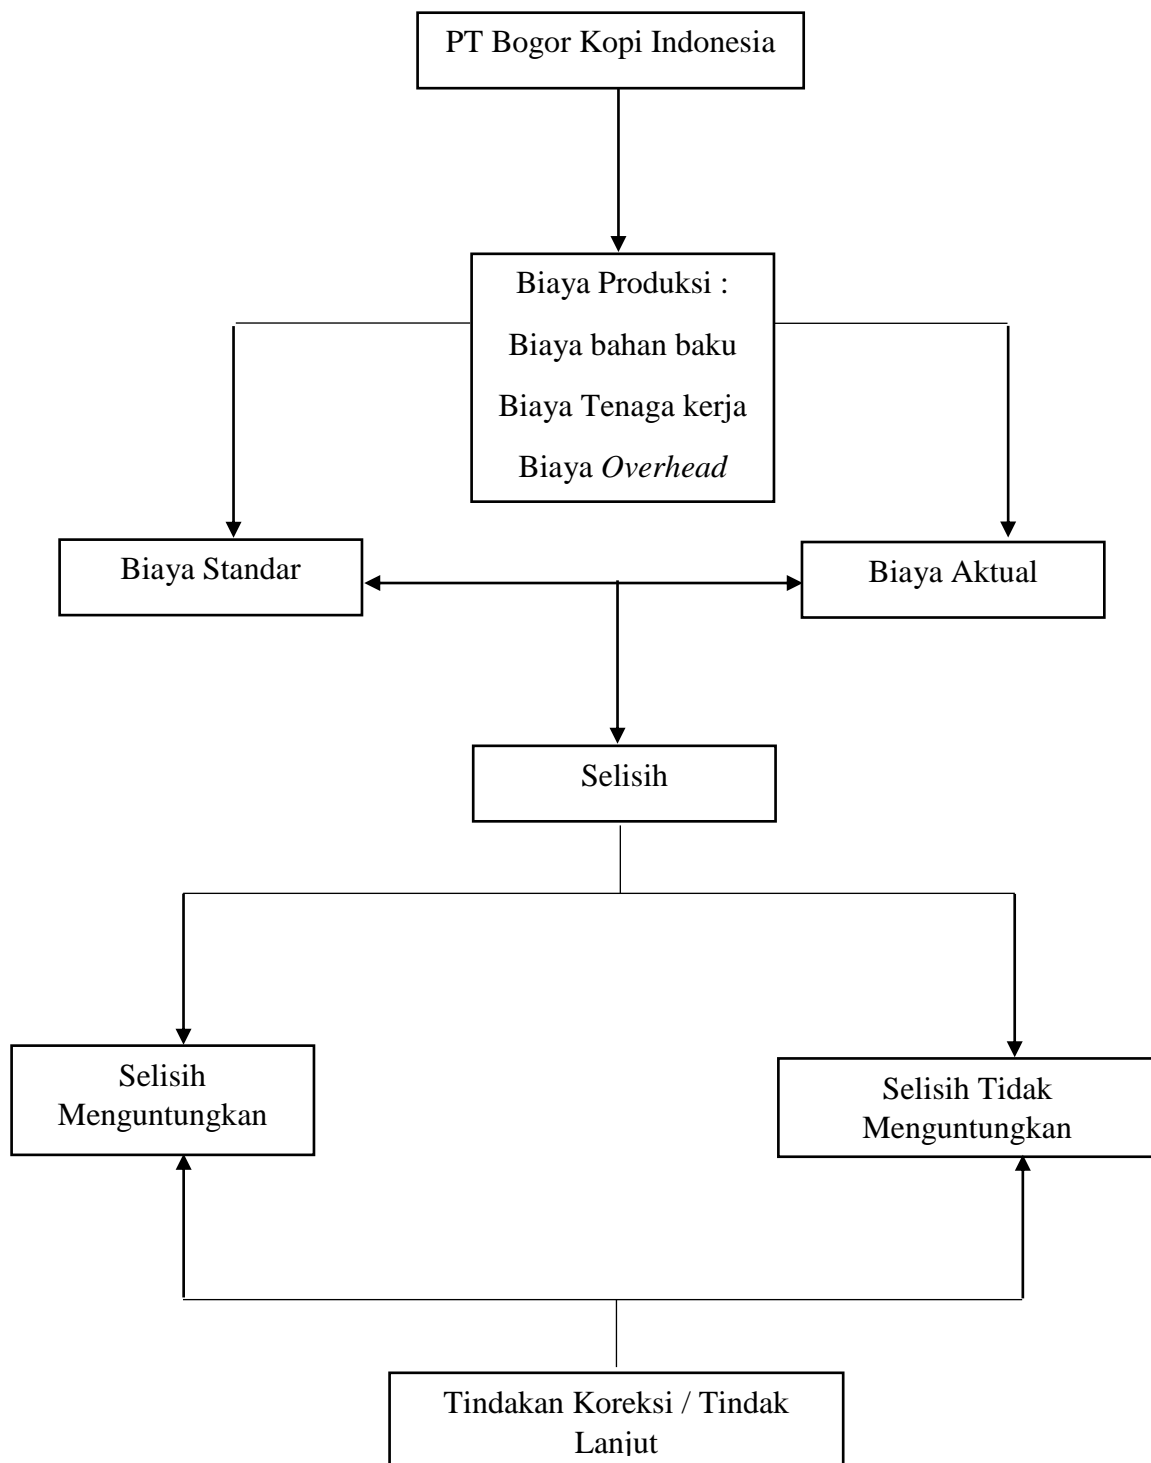 PT Bogor Kopi Indonesia
Biaya Produksi :
Biaya bahan baku
Biaya Tenaga kerja
Biaya Overhead
Biaya Standar
Biaya Aktual
Selisih
Selisih
Menguntungkan
Selisih Tidak
Menguntungkan
Tindakan Koreksi / Tindak
Lanjut